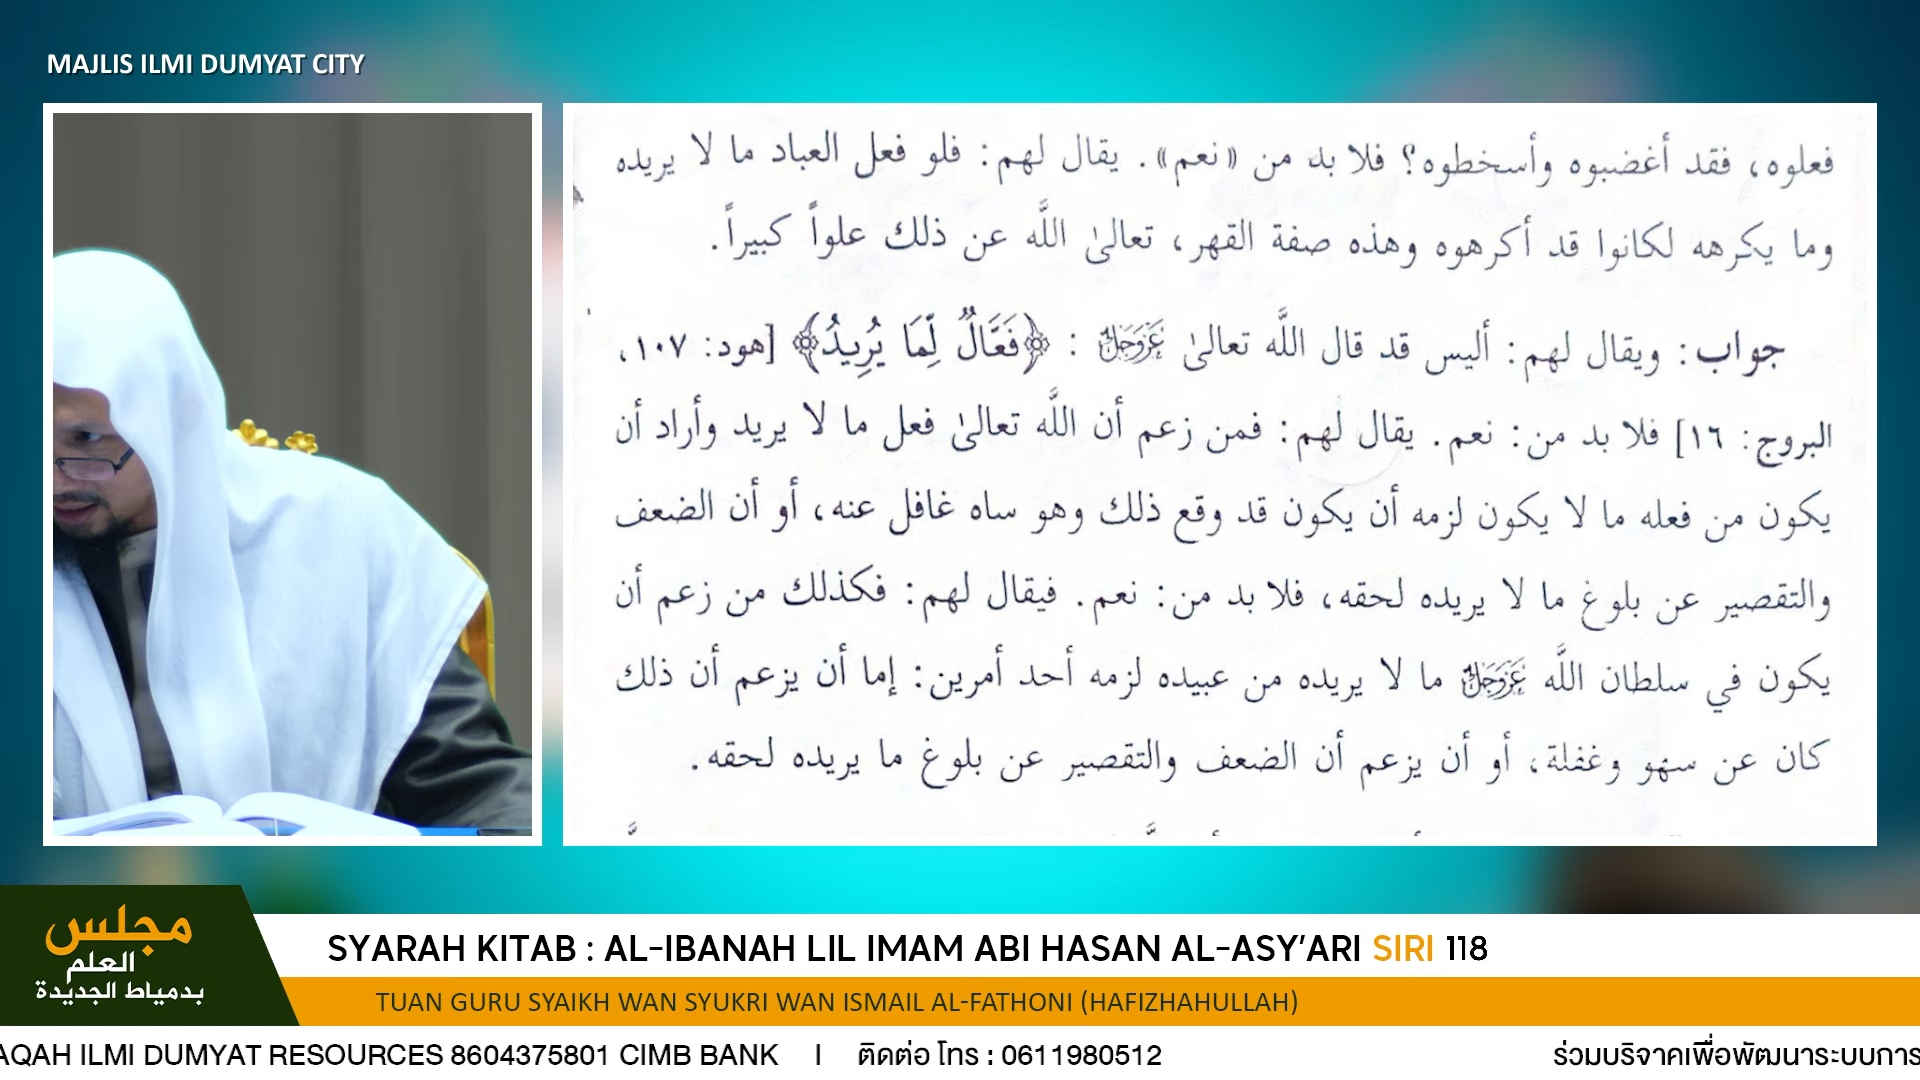 MAJLIS ILMI DUMYAT CITY
فعلوه، فقد أغضبوه وأسخطوه؟ فلا بد من «نعم». يقال لهم: فلو فعل العباد ما لا يريده
وما يكرهه لكانوا قد أكرهوه وهذه صفة القهر، تعالىٰ اللَّه عن ذلك علواً كبيراً.
جواب: ويقال لهم: أليس قد قال اللَّه تعالىٰ عَزَّوَجَلَّ : ﴿فَعَّالٌ لِّمَا يُرِيدُ﴾ [هود: ١٠٧،
البروج: ١٦] فلا بد من: نعم. يقال لهم: فمن زعم أن اللَّه تعالىٰ فعل ما لا يريد وأراد أن
يكون من فعله ما لا يكون لزمه أن يكون قد وقع ذلك وهو ساه غافل عنه، أو أن الضعف
والتقصير عن بلوغ ما لا يريده لحقه، فلا بد من: نعم. فيقال لهم: فكذلك من زعم أن
يكون في سلطان اللَّه عَزَّوَجَلَّ ما لا يريده من عبيده لزمه أحد أمرين: إما أن يزعم أن ذلك
كان عن سهو وغفلة، أو أن يزعم أن الضعف والتقصير عن بلوغ ما يريده لحقه.
مجلس
العلم
بدمياط الجديدة
SYARAH KITAB : AL-IBANAH LIL IMAM ABI HASAN AL-ASY'ARI SIRI 118
TUAN GURU SYAIKH WAN SYUKRI WAN ISMAIL AL-FATHONI (HAFIZHAHULLAH)
AQAH ILMI DUMYAT RESOURCES 8604375801 CIMB BANK I ติดต่อ โทร : 0611980512 ร่วมบริจาคเพื่อพัฒนาระบบการ